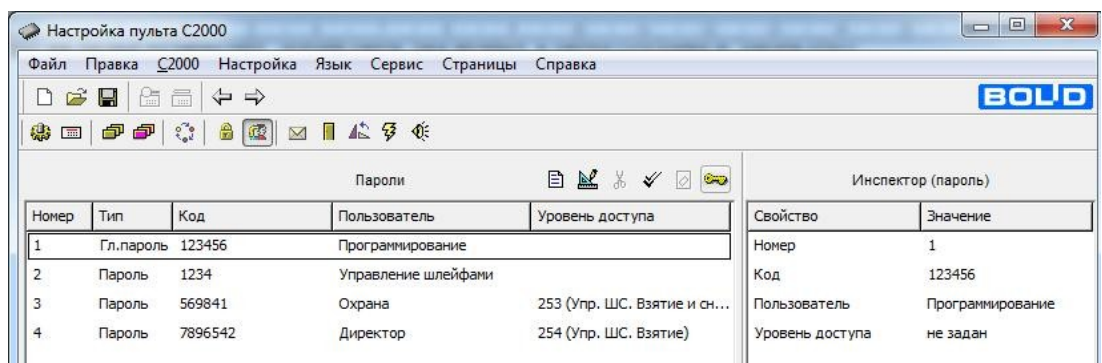 Настройка пульта С2000
Файл Правка С2000 Настройка Язык Сервис Страницы Справка
BOLID
Пароли
Инспектор (пароль)
Номер Тип Код Пользователь Уровень доступа Свойство Значение
1 Гл.пароль 123456 Программирование Номер 1
2 Пароль 1234 Управление шлейфами Код 123456
3 Пароль 569841 Охрана 253 (Упр. ШС. Взятие и сн... Пользователь Программирование
4 Пароль 7896542 Директор 254 (Упр. ШС. Взятие) Уровень доступа не задан